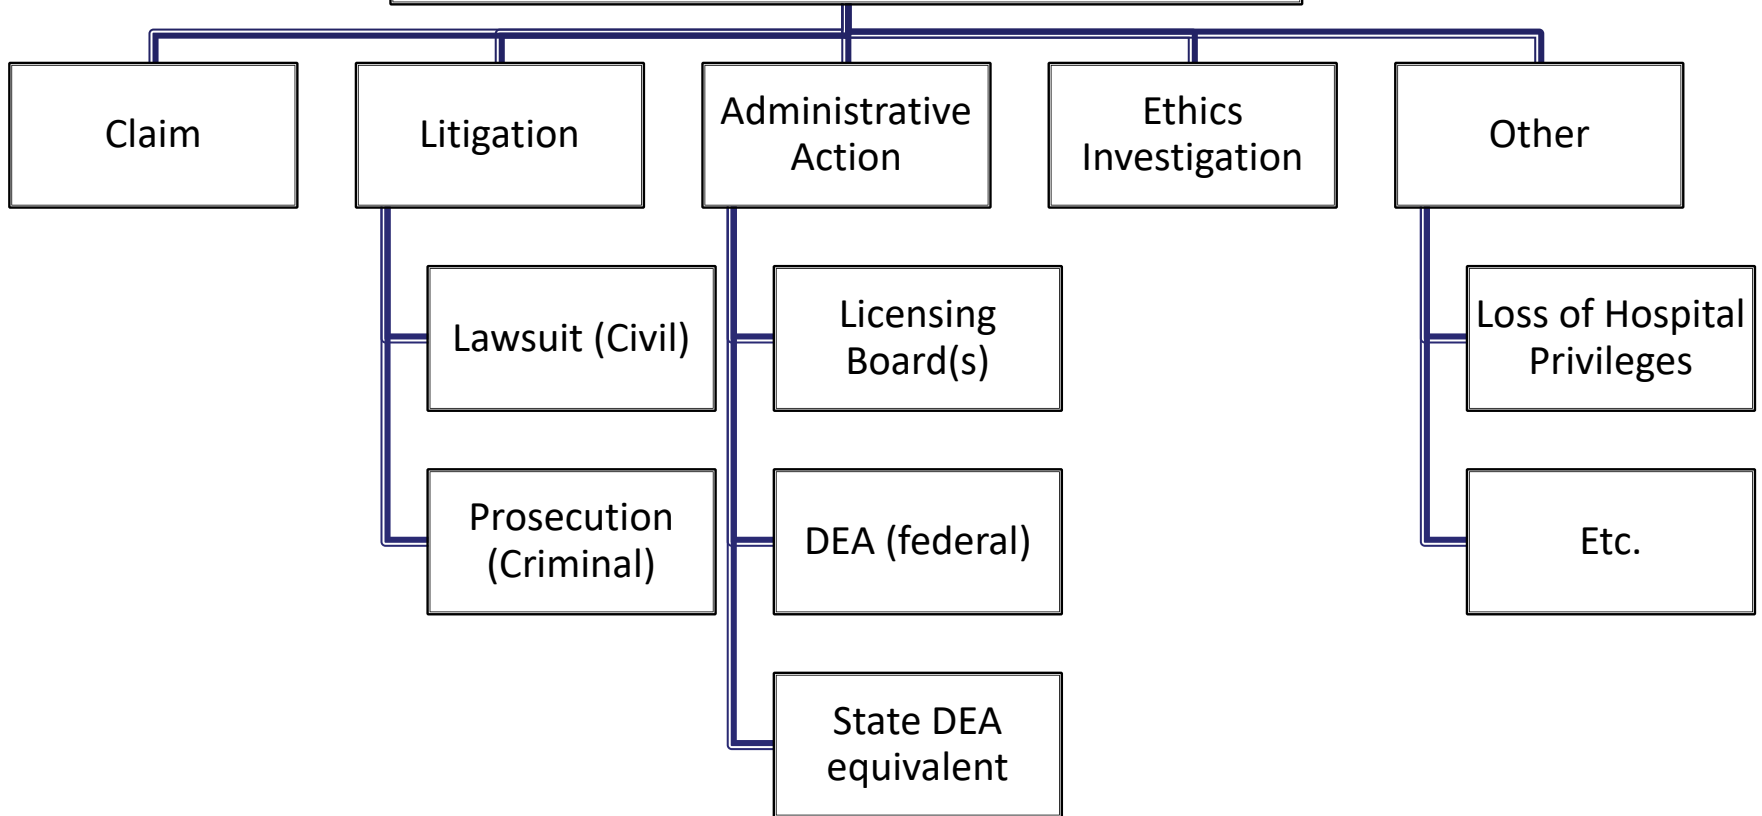 Claim
Litigation
Administrative
Action
Ethics
Investigation
Other
Lawsuit (Civil)
Prosecution
(Criminal)
Licensing
Board(s)
DEA (federal)
State DEA
equivalent
Loss of Hospital
Privileges
Etc.